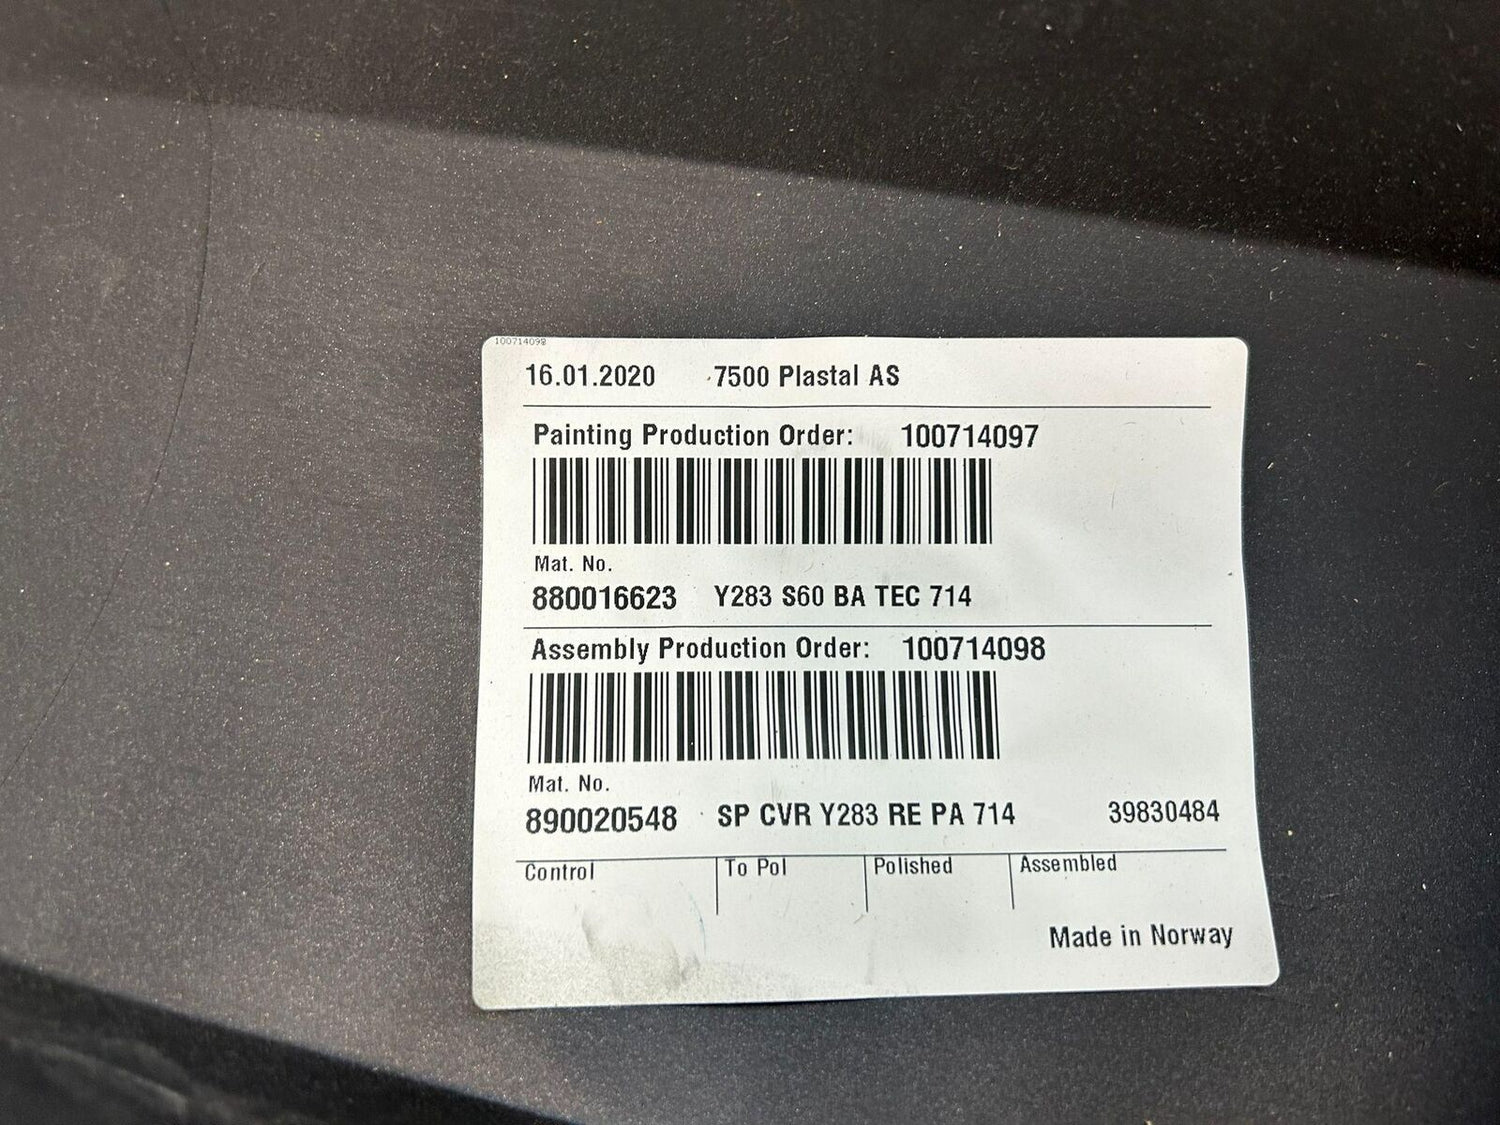 100714098
16.01.2020 7500 Plastal AS
Painting Production Order: 100714097
Mat. No.
880016623 Y283 S60 BA TEC 714
Assembly Production Order: 100714098
Mat. No.
890020548 SP CVR Y283 RE PA 714 39830484
Control To Pol Polished Assembled
Made in Norway